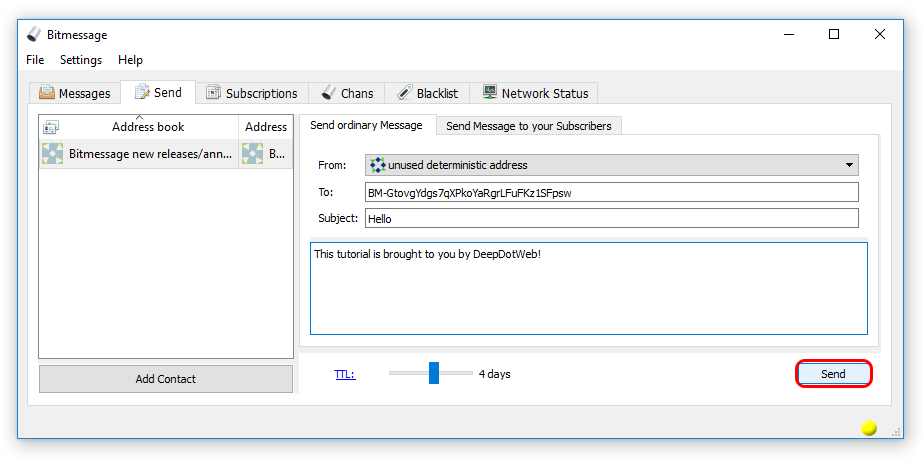 Bitmessage
File Settings Help
Messages Send Subscriptions Chans Blacklist Network Status
Address book Address
Bitmessage new releases/ann... B...
Add Contact
Send ordinary Message Send Message to your Subscribers
From: unused deterministic address
To: BM-GtovgYdgs7qXPkoYaRgrLFuFKz1SFpsw
Subject: Hello
This tutorial is brought to you by DeepDotWeb!
TTL: 4 days Send